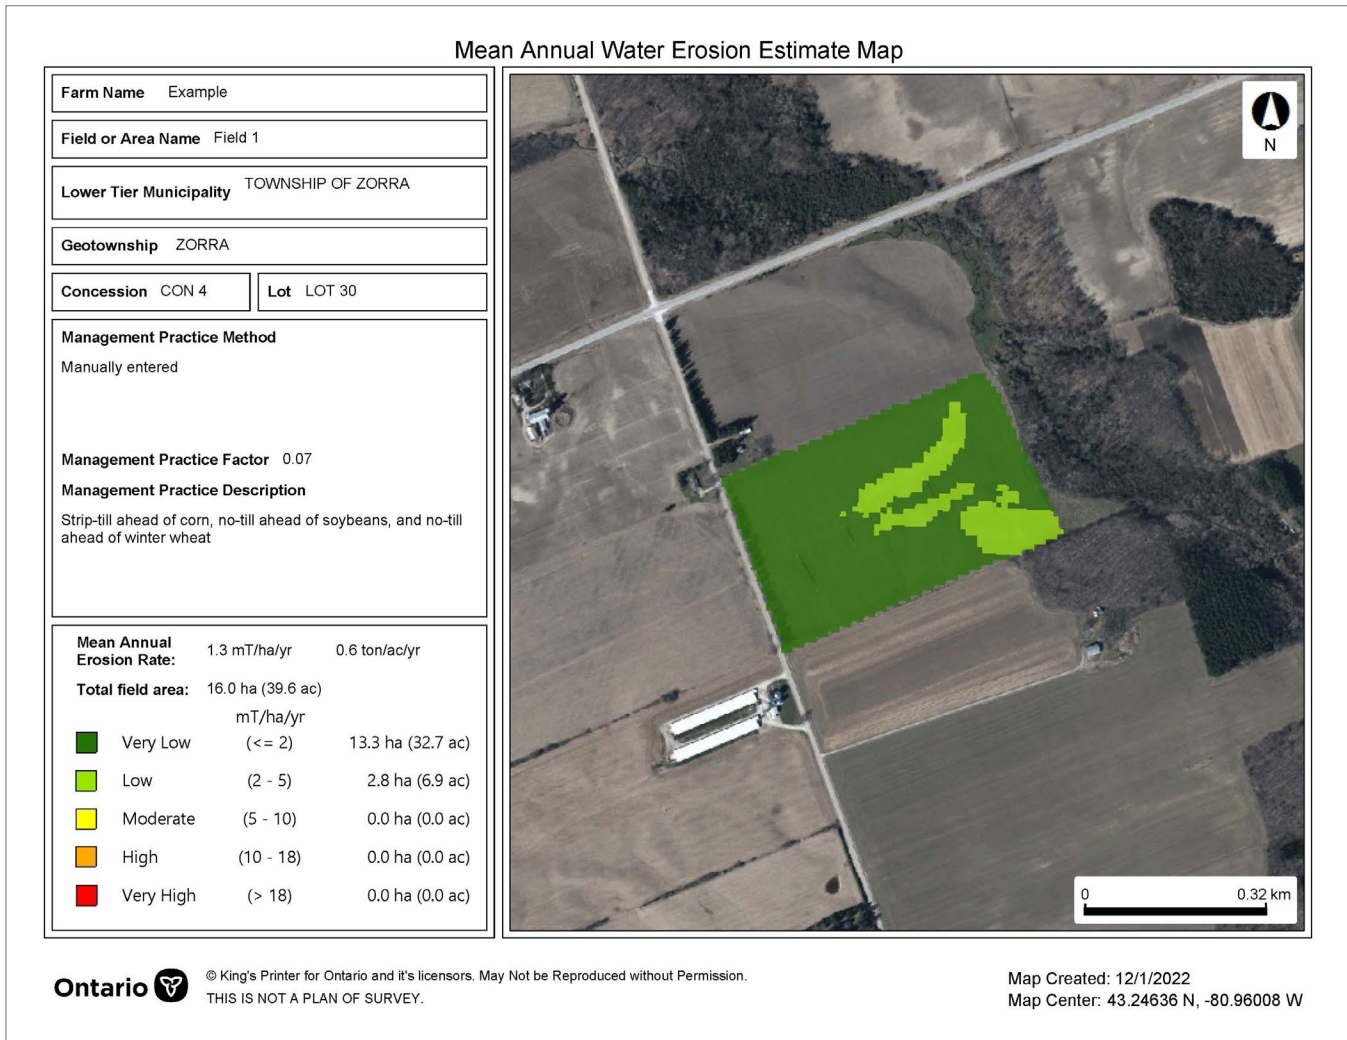 Mean Annual Water Erosion Estimate Map
Farm Name Example
Field or Area Name Field 1
Lower Tier Municipality TOWNSHIP OF ZORRA
Geotownship ZORRA
Concession CON 4
Lot LOT 30
Management Practice Method
Manually entered
Management Practice Factor 0.07
Management Practice Description
Strip-till ahead of corn, no-till ahead of soybeans, and no-till
ahead of winter wheat
Mean Annual
Erosion Rate: 1.3 mT/ha/yr 0.6 ton/ac/yr
Total field area: 16.0 ha (39.6 ac)
mT/ha/yr
Very Low (<= 2) 13.3 ha (32.7 ac)
Low (2 - 5) 2.8 ha (6.9 ac)
Moderate (5 - 10) 0.0 ha (0.0 ac)
High (10 - 18) 0.0 ha (0.0 ac)
Very High (> 18) 0.0 ha (0.0 ac)
N
0 0.32 km
Ontario
© King's Printer for Ontario and it's licensors. May Not be Reproduced without Permission.
THIS IS NOT A PLAN OF SURVEY.
Map Created: 12/1/2022
Map Center: 43.24636 N, -80.96008 W